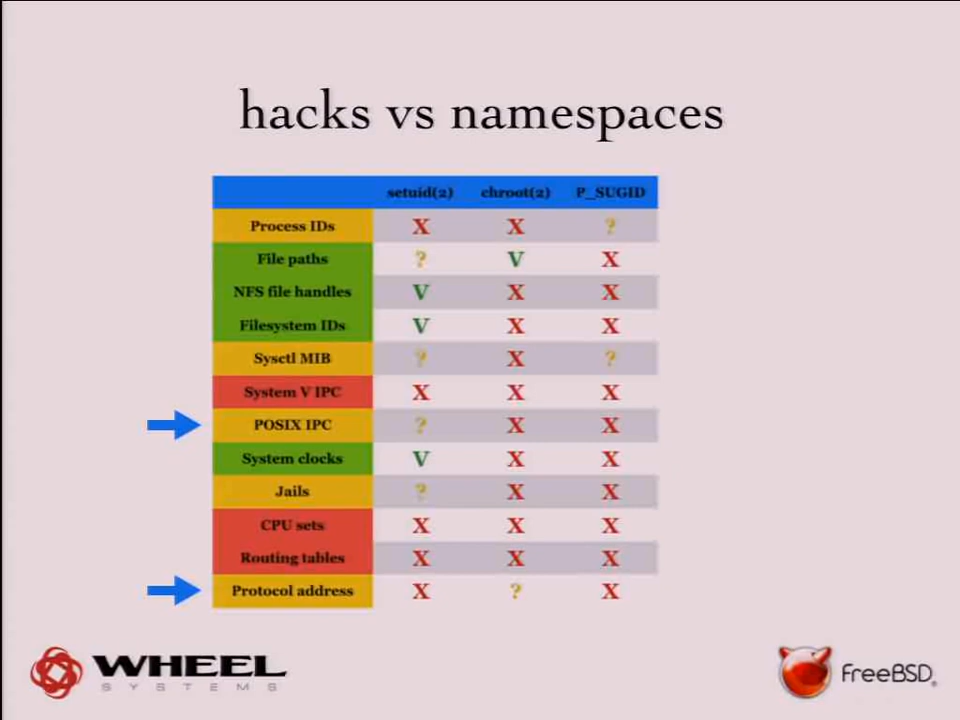 hacks vs namespaces
setuid(2) chroot(2) P_SUGID
Process IDs X X ?
File paths ? V X
NFS file handles V X X
Filesystem IDs V X X
Sysctl MIB ? X ?
System V IPC X X X
POSIX IPC ? X X
System clocks V X X
Jails ? X X
CPU sets X X X
Routing tables X X X
Protocol address X ? X
WHEEL
SYSTEMS
FreeBSD